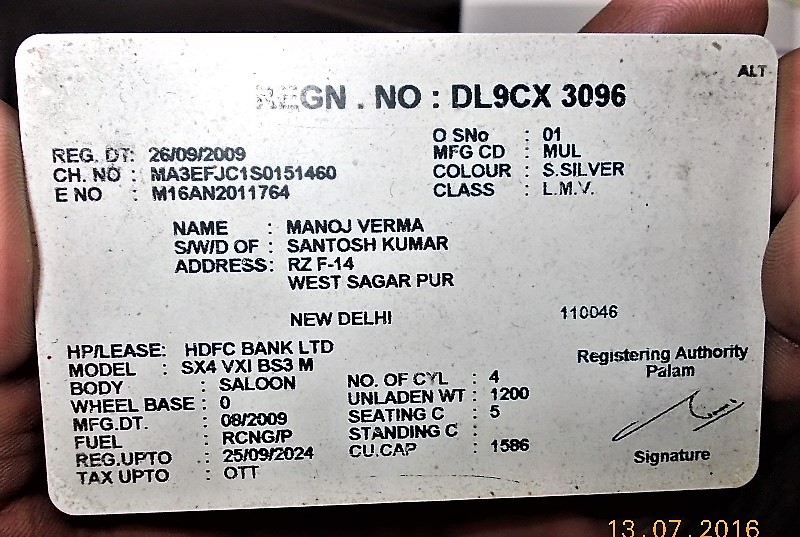 ALT
REGN . NO : DL9CX 3096
O SNo : 01
REG. DT: 26/09/2009
MFG CD : MUL
CH. NO : MA3EFJC1S0151460
COLOUR : S.SILVER
E NO : M16AN2011764
CLASS : L.M.V.
NAME : MANOJ VERMA
S/W/D OF : SANTOSH KUMAR
ADDRESS: RZ F-14
WEST SAGAR PUR
NEW DELHI 110046
HP/LEASE: HDFC BANK LTD
MODEL : SX4 VXI BS3 M
BODY : SALOON
WHEEL BASE : 0
MFG.DT. : 08/2009
FUEL : RCNG/P
REG.UPTO : 25/09/2024
TAX UPTO : OTT
NO. OF CYL : 4
UNLADEN WT : 1200
SEATING C : 5
STANDING C :
CU.CAP : 1586
Registering Authority
Palam
Signature
13.07.2016